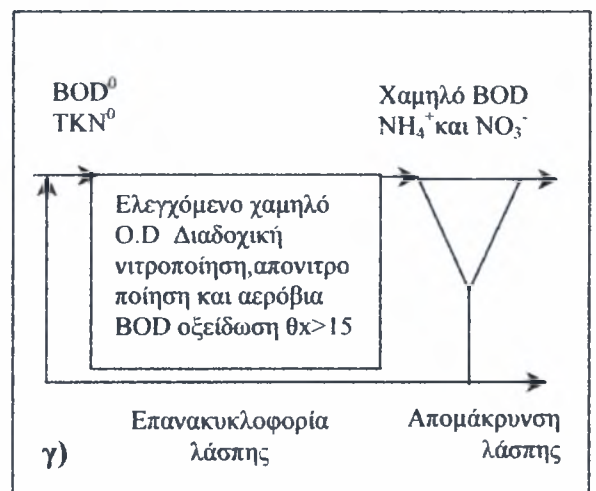 BOD⁰
TKN⁰
Χαμηλό BOD
NH₄⁺ και NO₃⁻
Ελεγχόμενο χαμηλό
O.D Διαδοχική
νιτροποίηση,απονιτρο
ποίηση και αερόβια
BOD οξείδωση θx>15
Επανακυκλοφορία
λάσπης
Απομάκρυνση
λάσπης
γ)